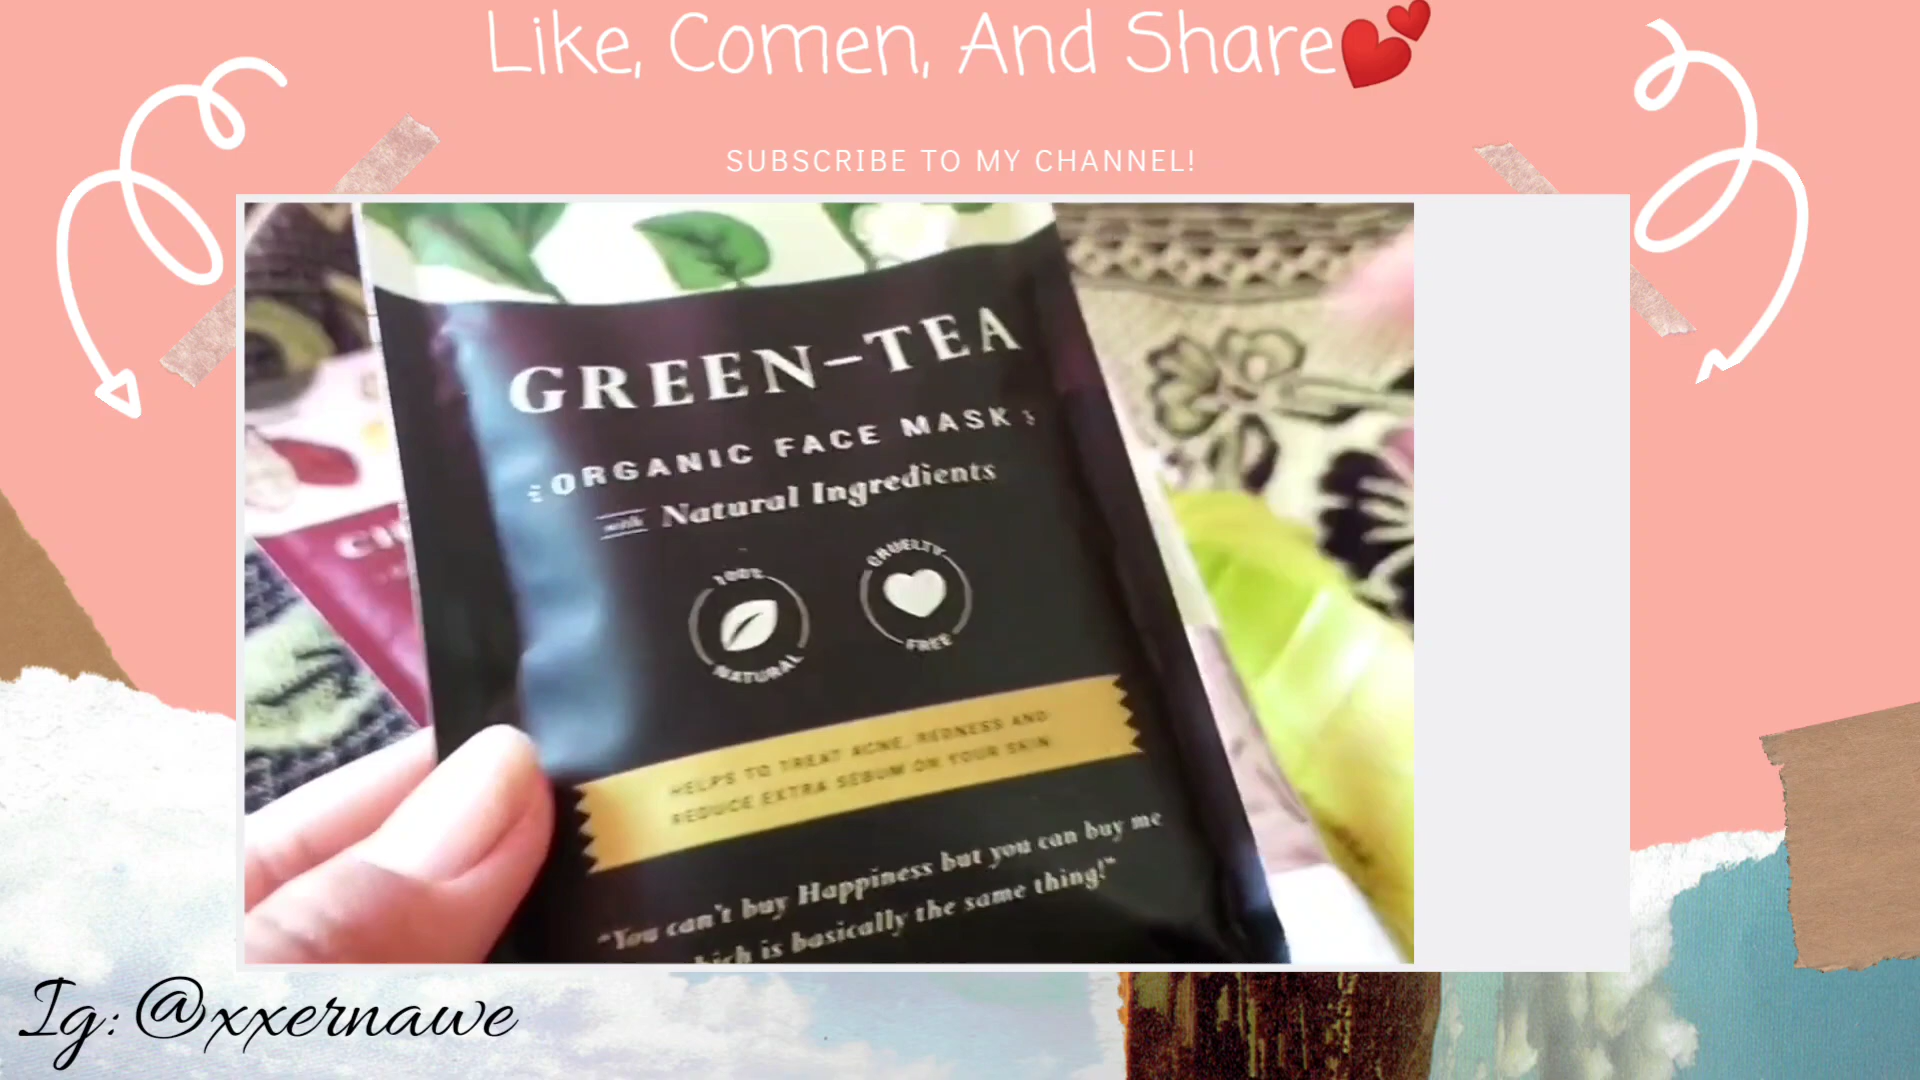 Like, Comen, And Share
SUBSCRIBE TO MY CHANNEL!
GREEN-TEA
ORGANIC FACE MASK
with Natural Ingredients
100%
NATURAL
CRUELTY
FREE
HELPS TO TREAT ACNE, REDNESS AND
REDUCE EXTRA SEBUM ON YOUR SKIN
"You can't buy Happiness but you can buy me
is basically the same thing!"
Ig: @xxernawe